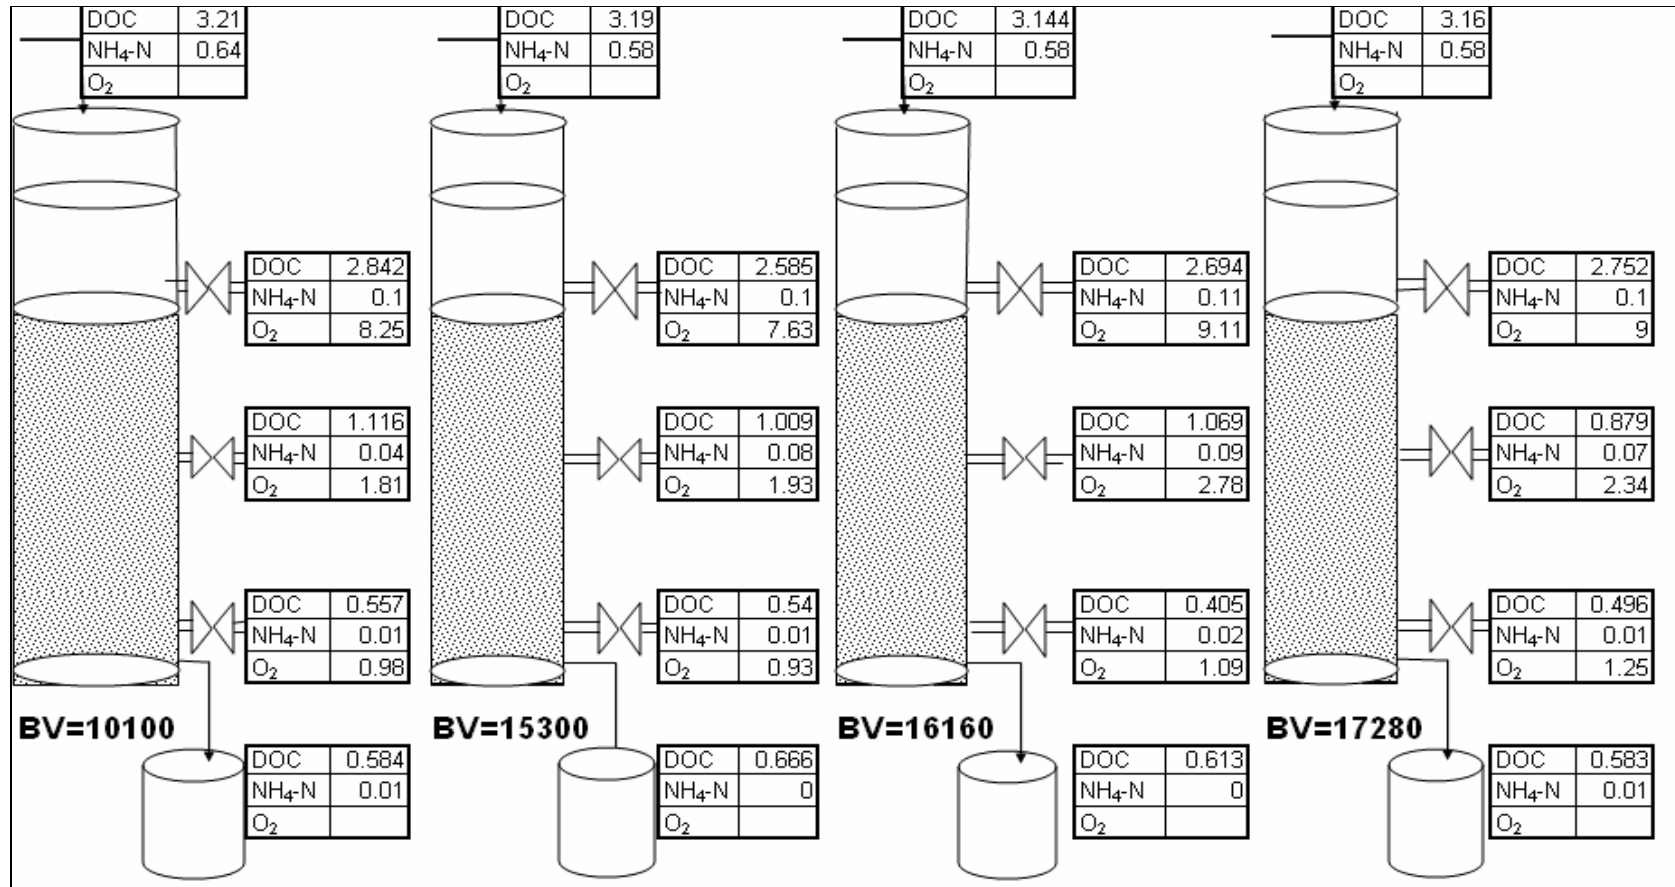 DOC 3.21
NH₄-N 0.64
O₂
DOC 3.19
NH₄-N 0.58
O₂
DOC 3.144
NH₄-N 0.58
O₂
DOC 3.16
NH₄-N 0.58
O₂
DOC 2.842
NH₄-N 0.1
O₂ 8.25
DOC 2.585
NH₄-N 0.1
O₂ 7.63
DOC 2.694
NH₄-N 0.11
O₂ 9.11
DOC 2.752
NH₄-N 0.1
O₂ 9
DOC 1.116
NH₄-N 0.04
O₂ 1.81
DOC 1.009
NH₄-N 0.08
O₂ 1.93
DOC 1.069
NH₄-N 0.09
O₂ 2.78
DOC 0.879
NH₄-N 0.07
O₂ 2.34
DOC 0.557
NH₄-N 0.01
O₂ 0.98
DOC 0.54
NH₄-N 0.01
O₂ 0.93
DOC 0.405
NH₄-N 0.02
O₂ 1.09
DOC 0.496
NH₄-N 0.01
O₂ 1.25
BV=10100
BV=15300
BV=16160
BV=17280
DOC 0.584
NH₄-N 0.01
O₂
DOC 0.666
NH₄-N 0
O₂
DOC 0.613
NH₄-N 0
O₂
DOC 0.583
NH₄-N 0.01
O₂